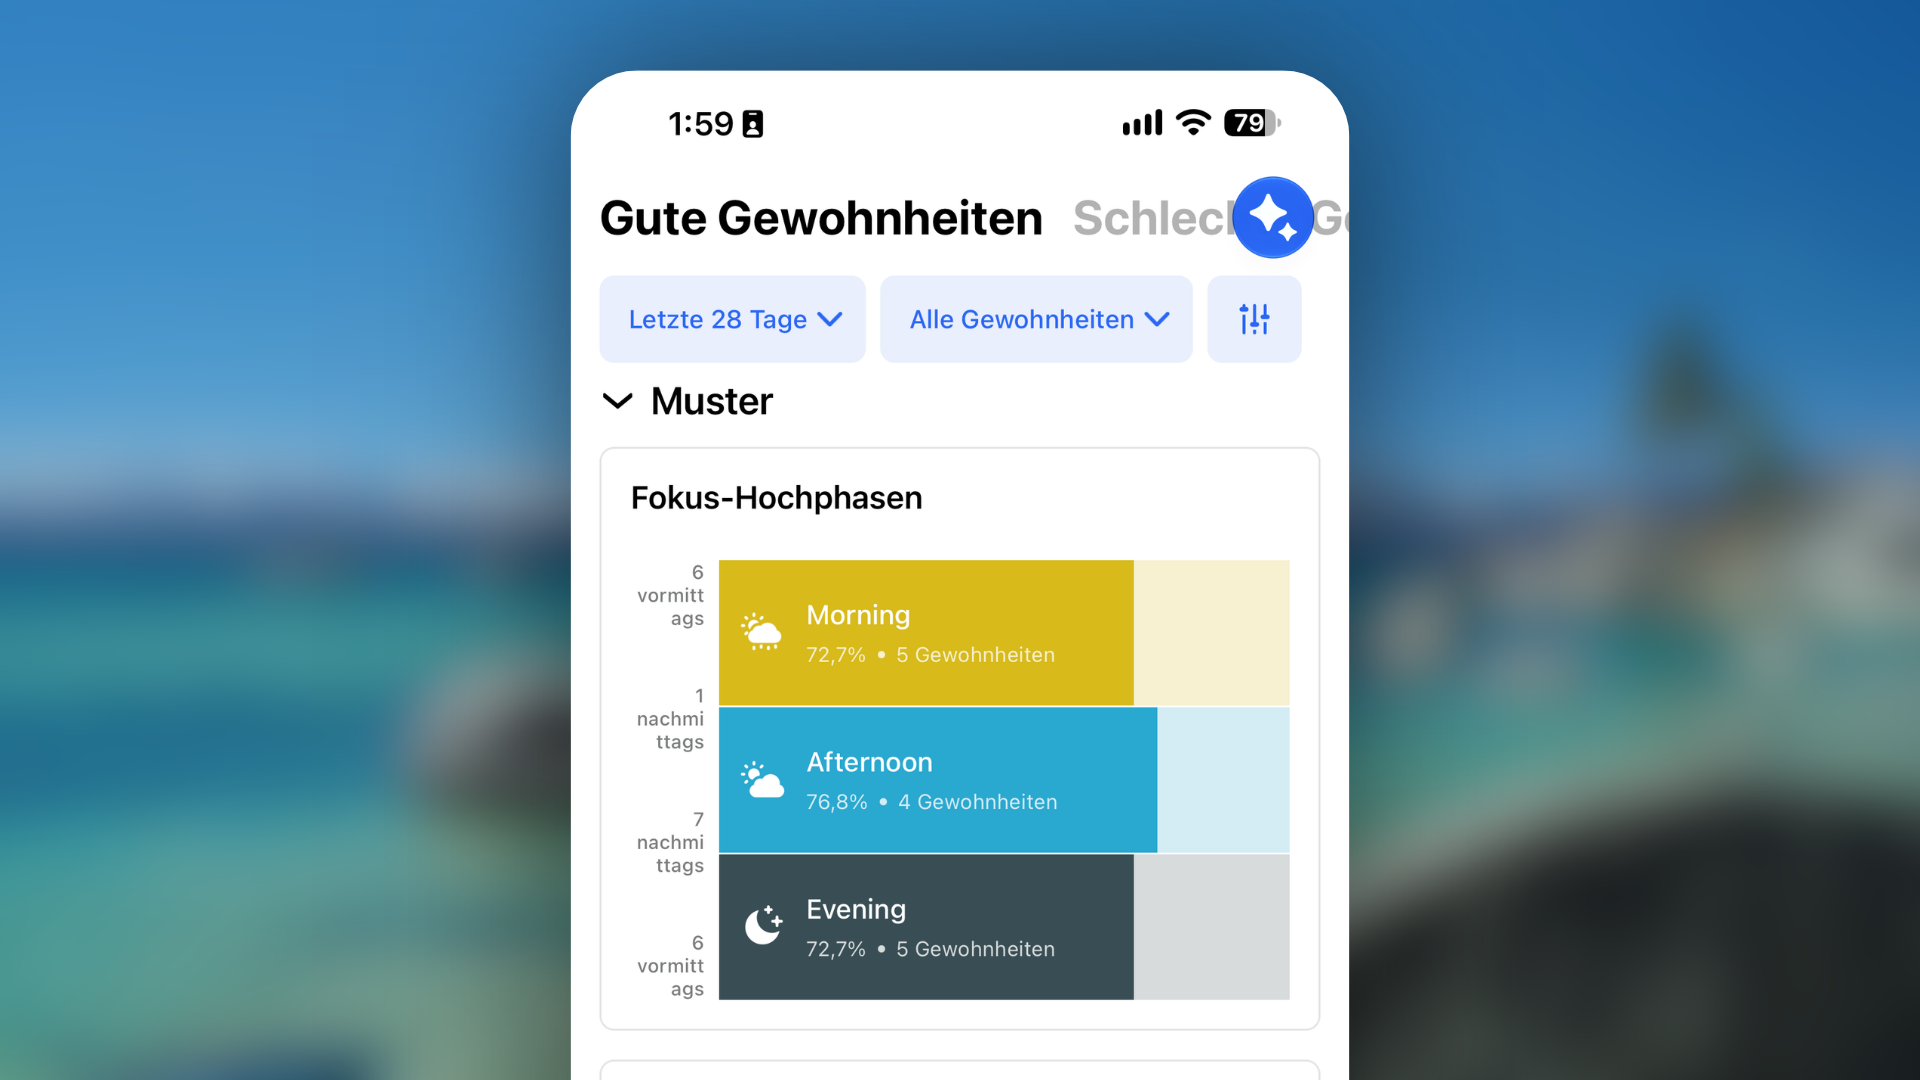 1:59
79
Gute Gewohnheiten
Letzte 28 Tage
Alle Gewohnheiten
Muster
Fokus-Hochphasen
6
vormitt
ags
Morning
72,7% • 5 Gewohnheiten
1
nachmi
ttags
Afternoon
76,8% • 4 Gewohnheiten
7
nachmi
ttags
Evening
72,7% • 5 Gewohnheiten
6
vormitt
ags